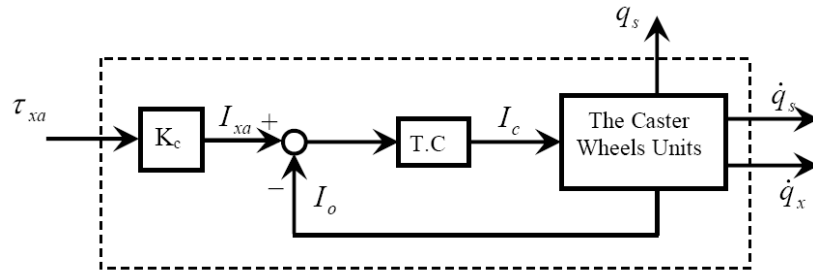 q_s
τ_xa
K_c
I_xa
+
−
I_o
T.C
I_c
The Caster
Wheels Units
q̇_s
q̇_x